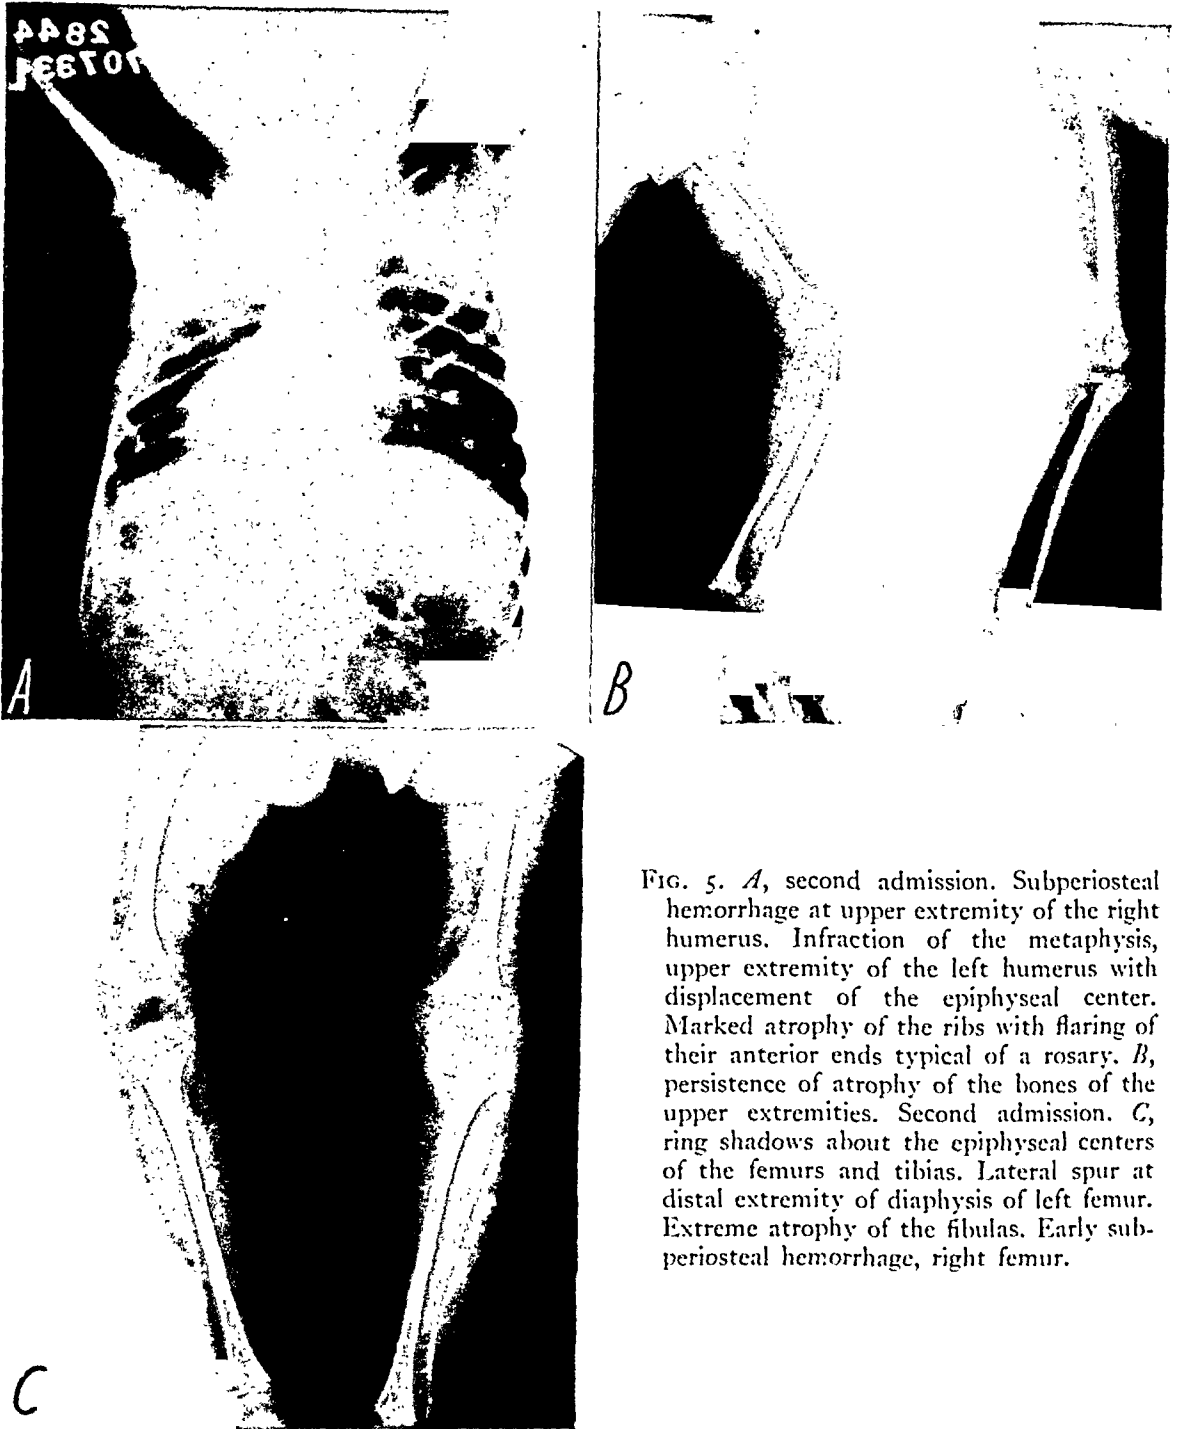 2844
707331
A
B
C
FIG. 5. A, second admission. Subperiosteal
hemorrhage at upper extremity of the right
humerus. Infraction of the metaphysis,
upper extremity of the left humerus with
displacement of the epiphyseal center.
Marked atrophy of the ribs with flaring of
their anterior ends typical of a rosary. B,
persistence of atrophy of the bones of the
upper extremities. Second admission. C,
ring shadows about the epiphyseal centers
of the femurs and tibias. Lateral spur at
distal extremity of diaphysis of left femur.
Extreme atrophy of the fibulas. Early sub-
periosteal hemorrhage, right femur.